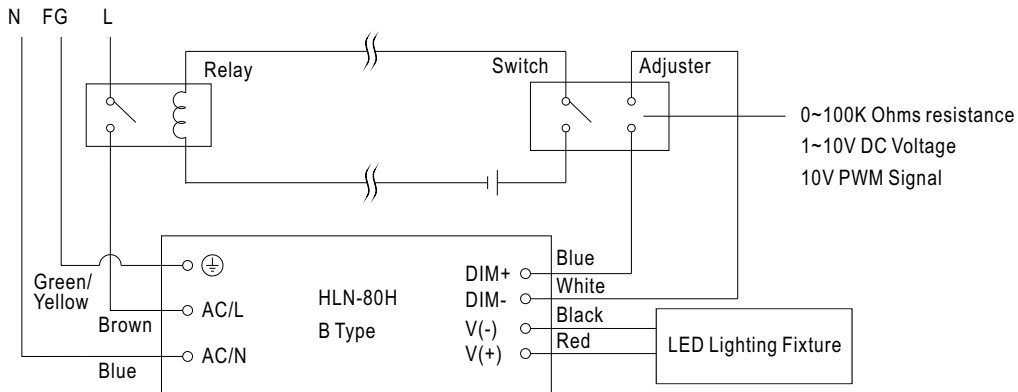 N FG L
Relay
Switch
Adjuster
0~100K Ohms resistance
1~10V DC Voltage
10V PWM Signal
Green/
Yellow
Brown
Blue
AC/L
AC/N
HLN-80H
B Type
DIM+
DIM-
V(-)
V(+)
Blue
White
Black
Red
LED Lighting Fixture